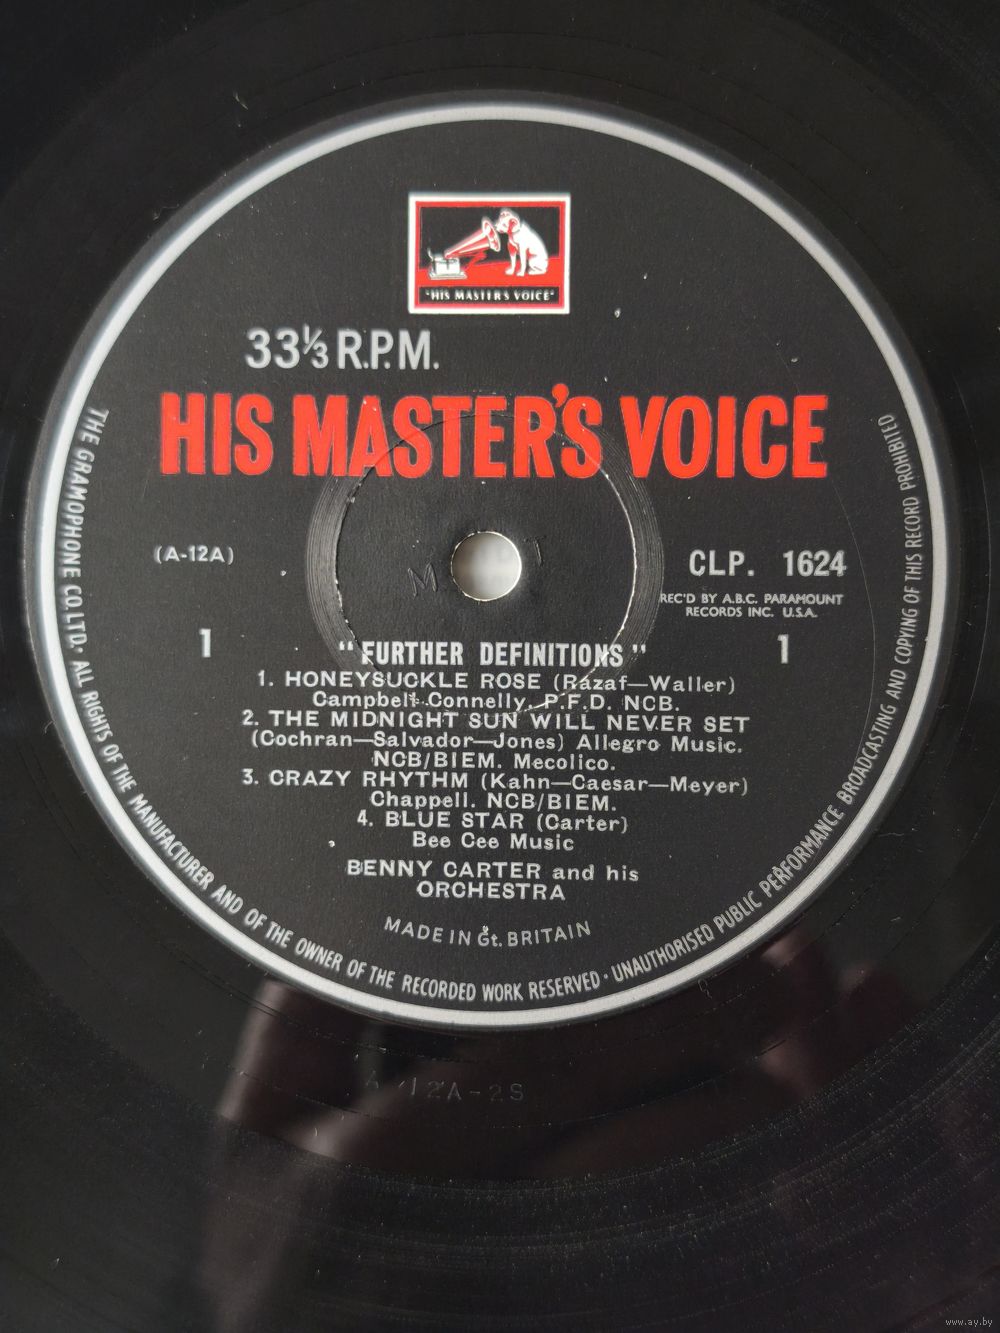 "HIS MASTER'S VOICE"
33⅓ R.P.M.
HIS MASTER'S VOICE
(A-12A)
CLP. 1624
REC'D BY A.B.C. PARAMOUNT
RECORDS INC. U.S.A.
1
1
"FURTHER DEFINITIONS"
1. HONEYSUCKLE ROSE (Razaf—Waller)
Campbell Connelly. P.F.D. NCB.
2. THE MIDNIGHT SUN WILL NEVER SET
(Cochran—Salvador—Jones) Allegro Music.
NCB/BIEM. Mecolico.
3. CRAZY RHYTHM (Kahn—Caesar—Meyer)
Chappell. NCB/BIEM.
4. BLUE STAR (Carter)
Bee Cee Music
BENNY CARTER and his
ORCHESTRA
MADE IN Gt. BRITAIN
THE GRAMOPHONE CO. LTD. · ALL RIGHTS OF THE MANUFACTURER AND OF THE OWNER OF THE RECORDED WORK RESERVED · UNAUTHORISED PUBLIC PERFORMANCE BROADCASTING AND COPYING OF THIS RECORD PROHIBITED
M T
12A-2S
www.ay.by